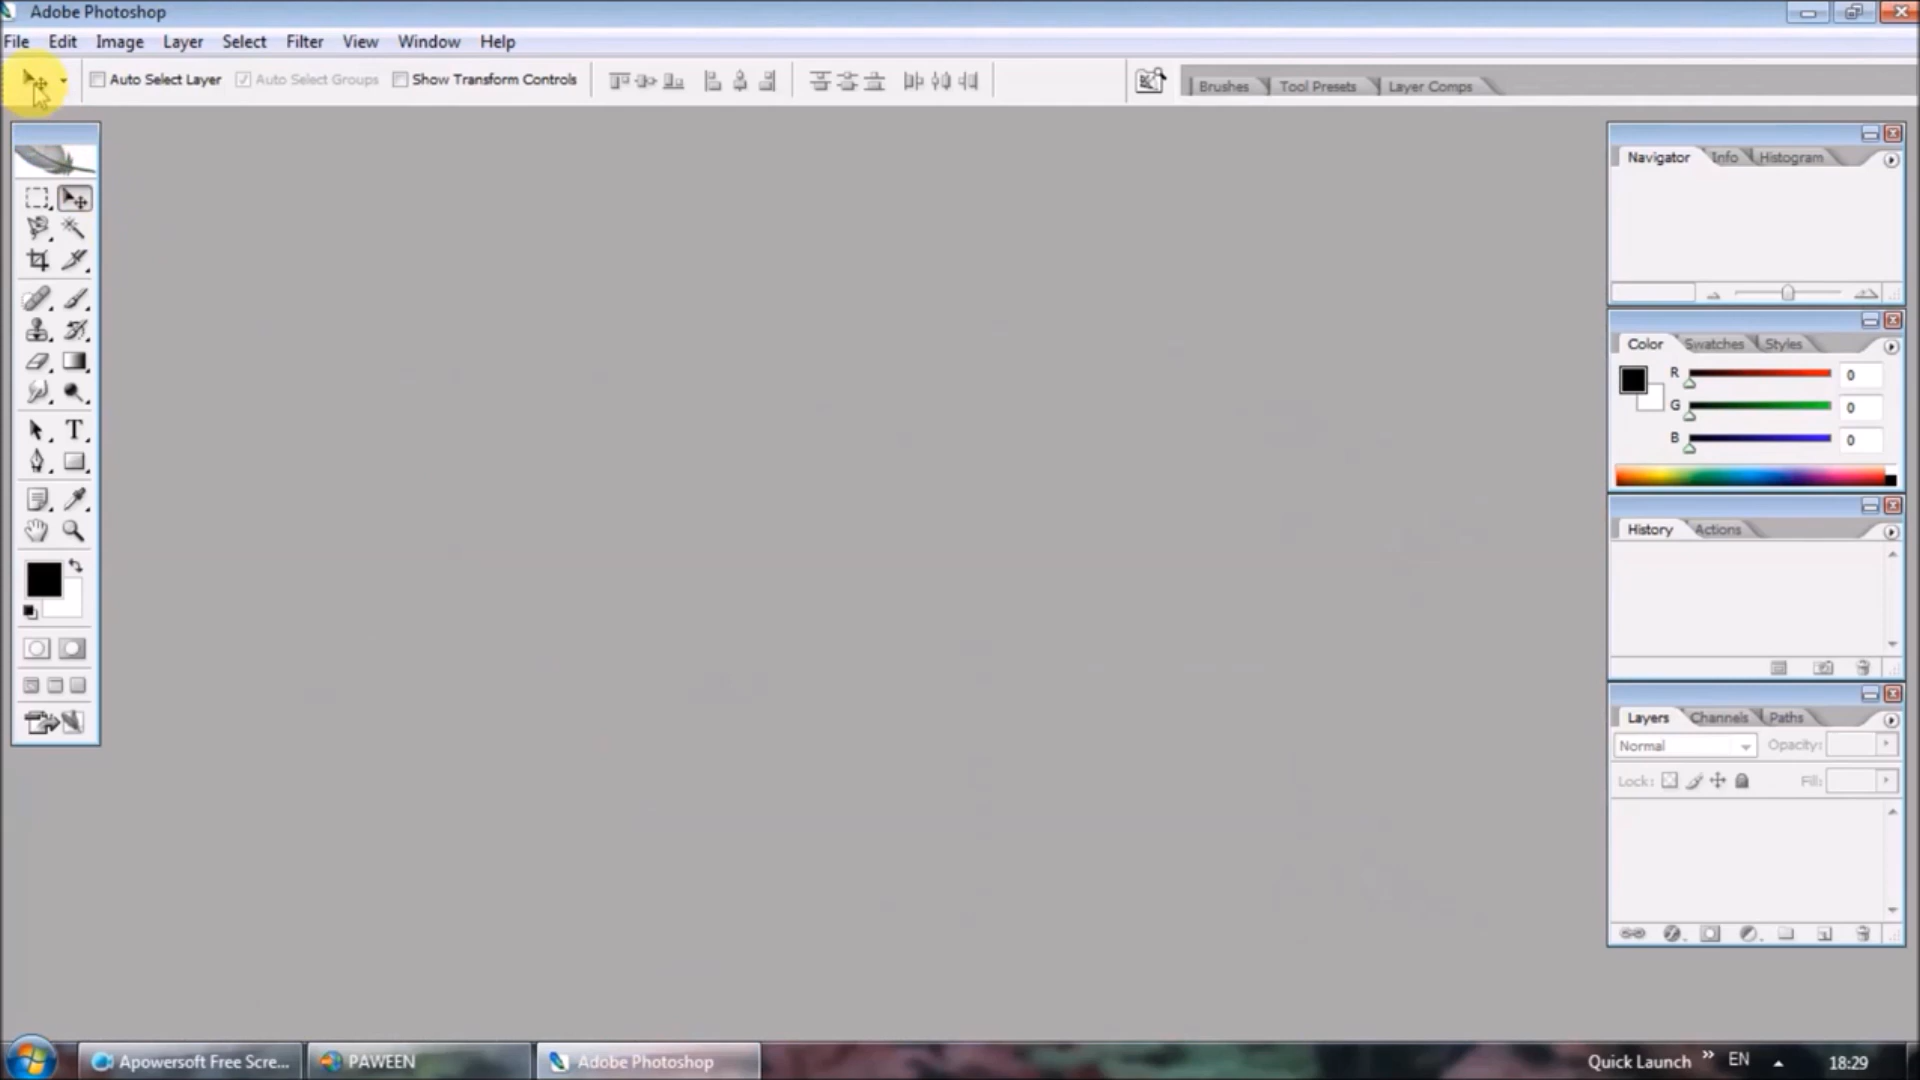 Adobe Photoshop
File Edit Image Layer Select Filter View Window Help
Auto Select Layer Auto Select Groups Show Transform Controls Brushes Tool Presets Layer Comps
Navigator Info Histogram
Color Swatches Styles
R 0
G 0
B 0
T
History Actions
Layers Channels Paths
Normal Opacity:
Lock: Fill:
Apowersoft Free Scre... PAWEEN Adobe Photoshop Quick Launch » EN 18:29